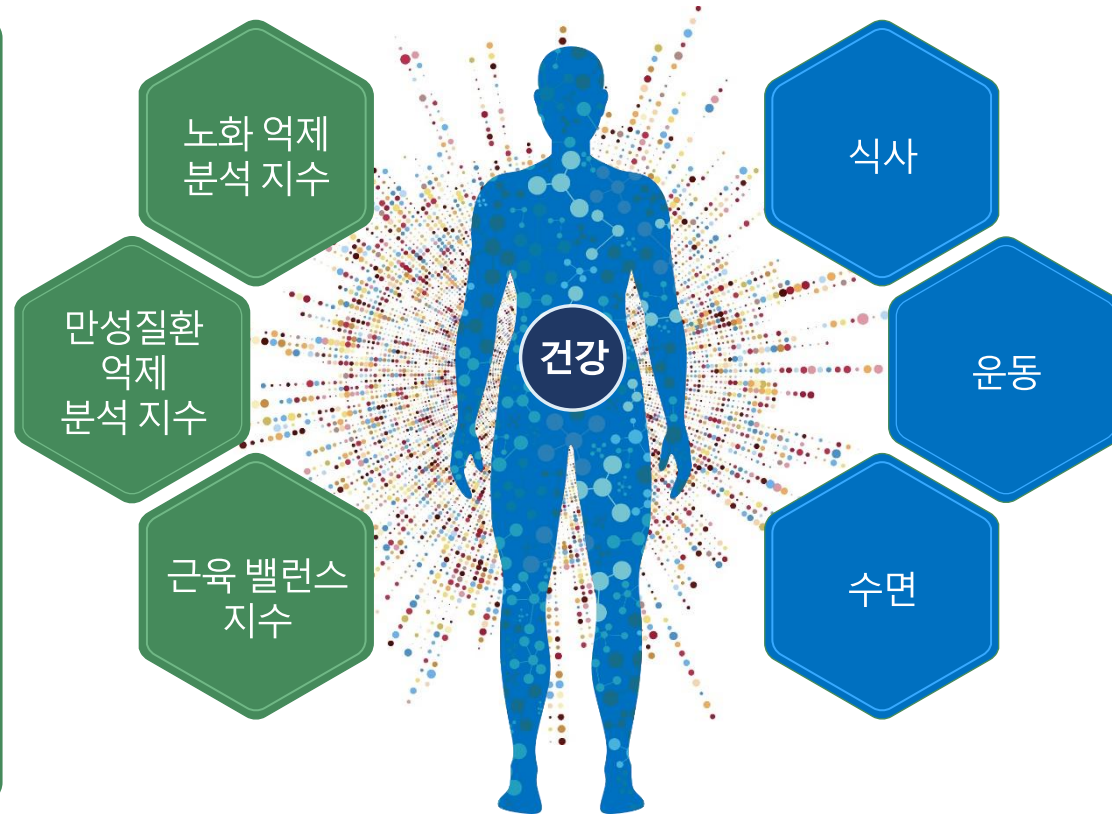 노화 억제
분석 지수
만성질환
억제
분석 지수
근육 밸런스
지수
건강
식사
운동
수면